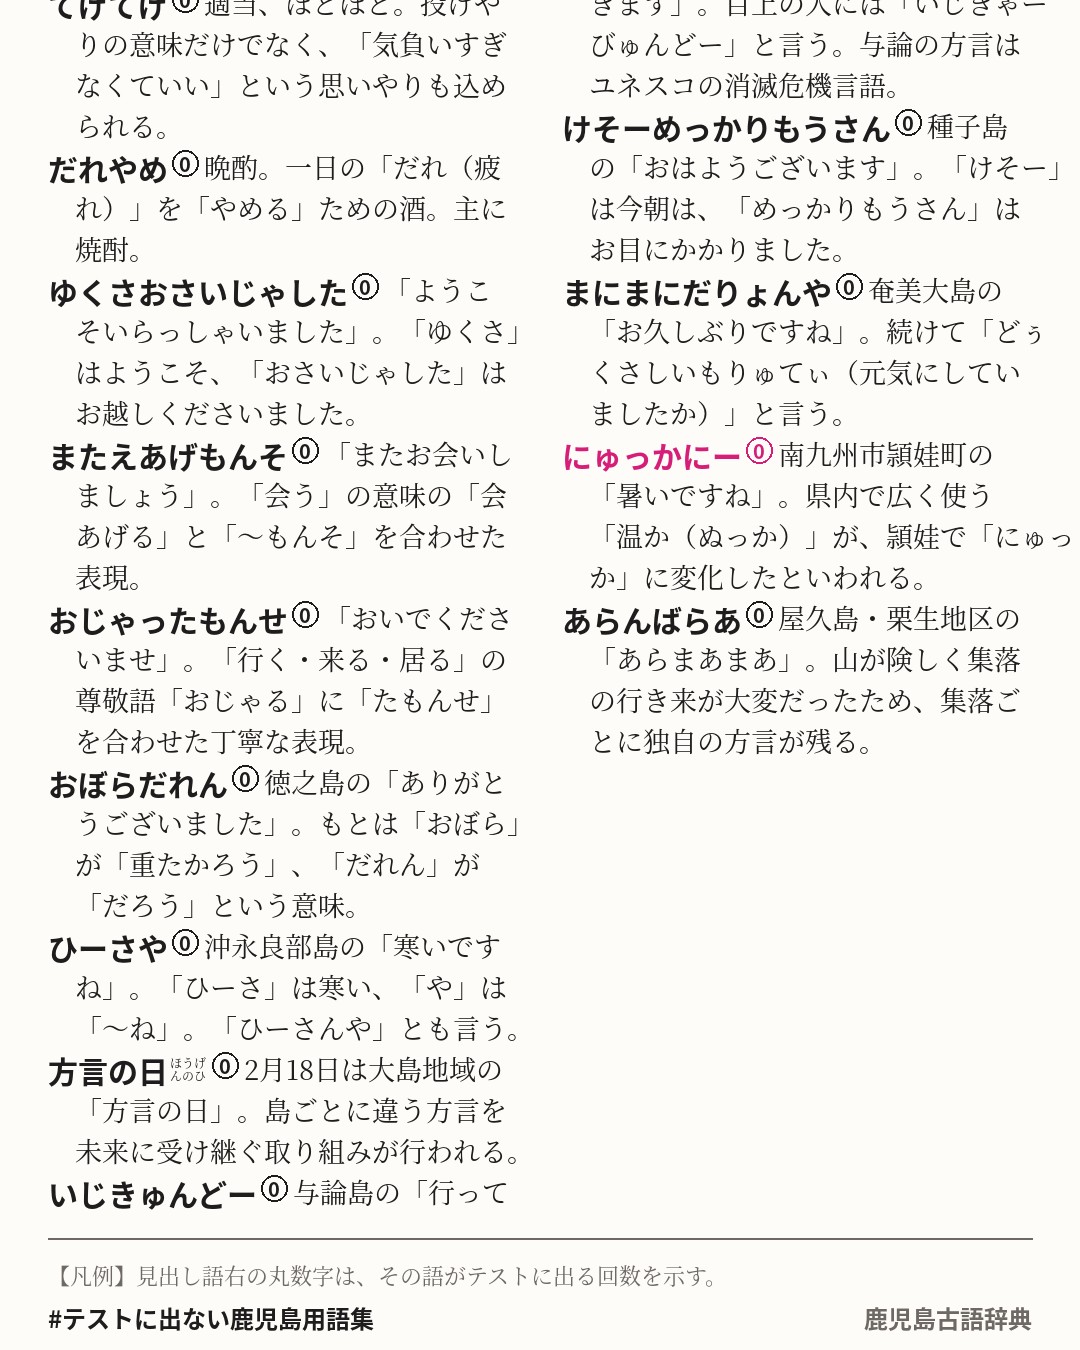 てげてげ⓪適当、ほどほど。投げや
りの意味だけでなく、「気負いすぎ
なくていい」という思いやりも込め
られる。
だれやめ⓪晩酌。一日の「だれ（疲
れ）」を「やめる」ための酒。主に
焼酎。
ゆくさおさいじゃした⓪「ようこ
そいらっしゃいました」。「ゆくさ」
はようこそ、「おさいじゃした」は
お越しくださいました。
またえあげもんそ⓪「またお会いし
ましょう」。「会う」の意味の「会
あげる」と「〜もんそ」を合わせた
表現。
おじゃったもんせ⓪「おいでくださ
いませ」。「行く・来る・居る」の
尊敬語「おじゃる」に「たもんせ」
を合わせた丁寧な表現。
おぼらだれん⓪徳之島の「ありがと
うございました」。もとは「おぼら」
が「重たかろう」、「だれん」が
「だろう」という意味。
ひーさや⓪沖永良部島の「寒いです
ね」。「ひーさ」は寒い、「や」は
「〜ね」。「ひーさんや」とも言う。
方言の日ほうげんのひ⓪2月18日は大島地域の
「方言の日」。島ごとに違う方言を
未来に受け継ぐ取り組みが行われる。
いじきゅんどー⓪与論島の「行って
きます」。目上の人には「いじきゃー
びゅんどー」と言う。与論の方言は
ユネスコの消滅危機言語。
けそーめっかりもうさん⓪種子島
の「おはようございます」。「けそー」
は今朝は、「めっかりもうさん」は
お目にかかりました。
まにまにだりょんや⓪奄美大島の
「お久しぶりですね」。続けて「どぅ
くさしいもりゅてぃ（元気にしてい
ましたか）」と言う。
にゅっかにー⓪南九州市頴娃町の
「暑いですね」。県内で広く使う
「温か（ぬっか）」が、頴娃で「にゅっ
か」に変化したといわれる。
あらんばらあ⓪屋久島・栗生地区の
「あらまあまあ」。山が険しく集落
の行き来が大変だったため、集落ご
とに独自の方言が残る。
【凡例】見出し語右の丸数字は、その語がテストに出る回数を示す。
#テストに出ない鹿児島用語集
鹿児島古語辞典